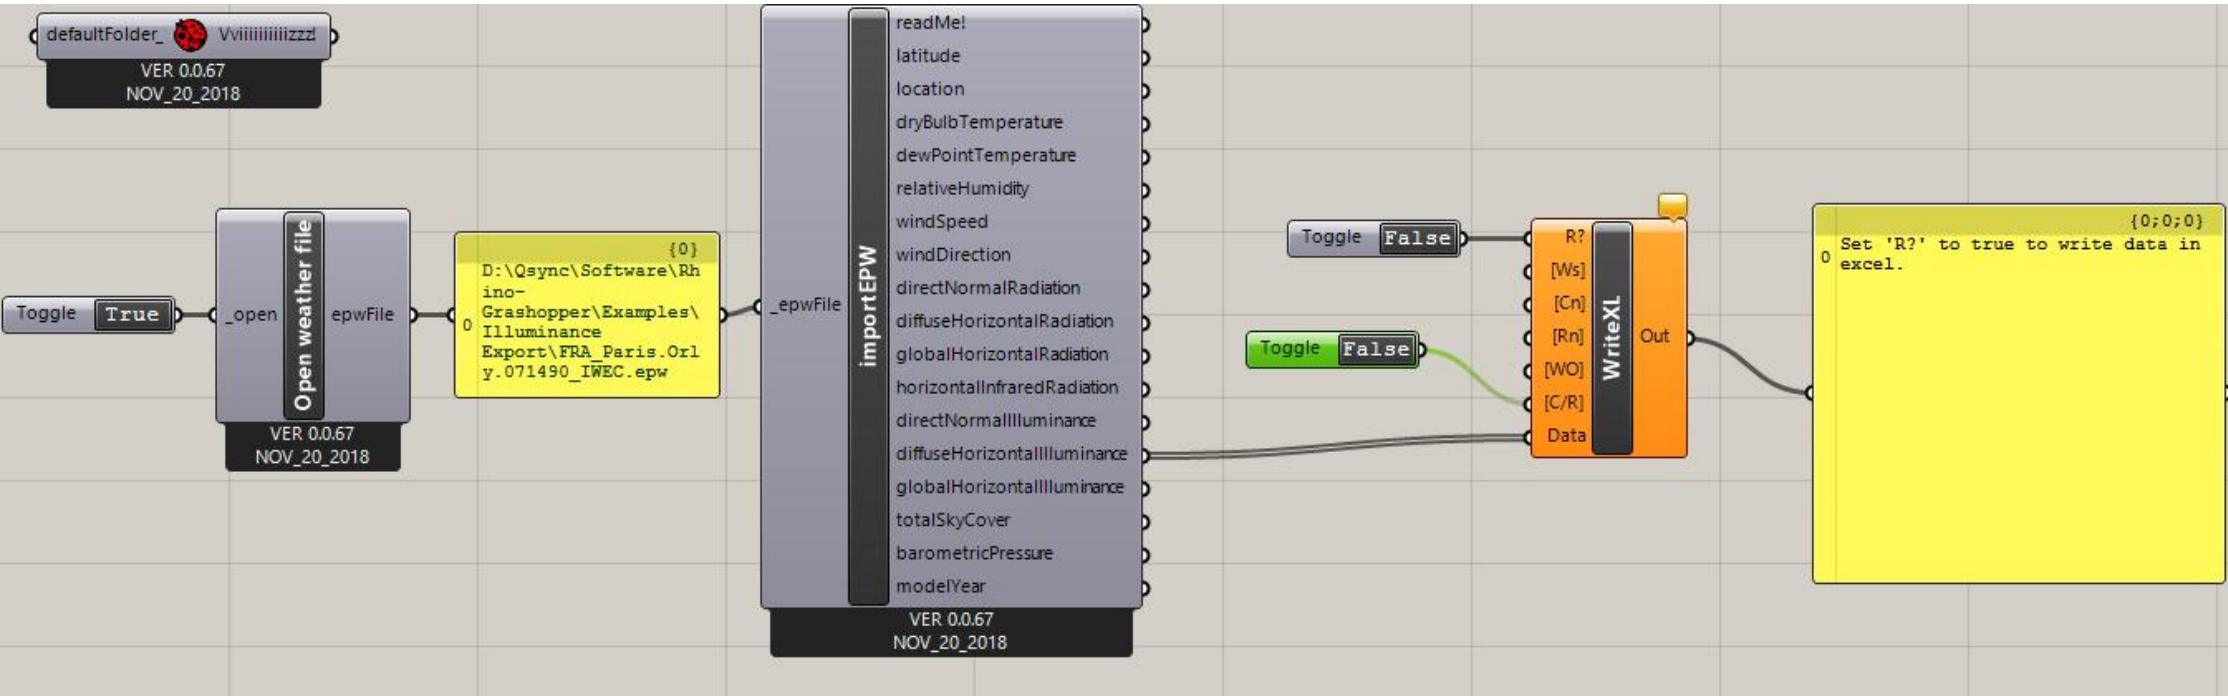 defaultFolder_ Vviiiiiiiiiizzz!
VER 0.0.67
NOV_20_2018
Toggle True
_open Open weather file epwFile
VER 0.0.67
NOV_20_2018
{0}
0 D:\Qsync\Software\Rh
ino-
Grashopper\Examples\
Illuminance
Export\FRA_Paris.Orl
y.071490_IWEC.epw
_epwFile importEPW
readMe!
latitude
location
dryBulbTemperature
dewPointTemperature
relativeHumidity
windSpeed
windDirection
directNormalRadiation
diffuseHorizontalRadiation
globalHorizontalRadiation
horizontalInfraredRadiation
directNormalIlluminance
diffuseHorizontalIlluminance
globalHorizontalIlluminance
totalSkyCover
barometricPressure
modelYear
VER 0.0.67
NOV_20_2018
Toggle False
Toggle False
R?
[Ws]
[Cn]
[Rn]
[WO]
[C/R]
Data
WriteXL
Out
{0;0;0}
0 Set 'R?' to true to write data in
excel.